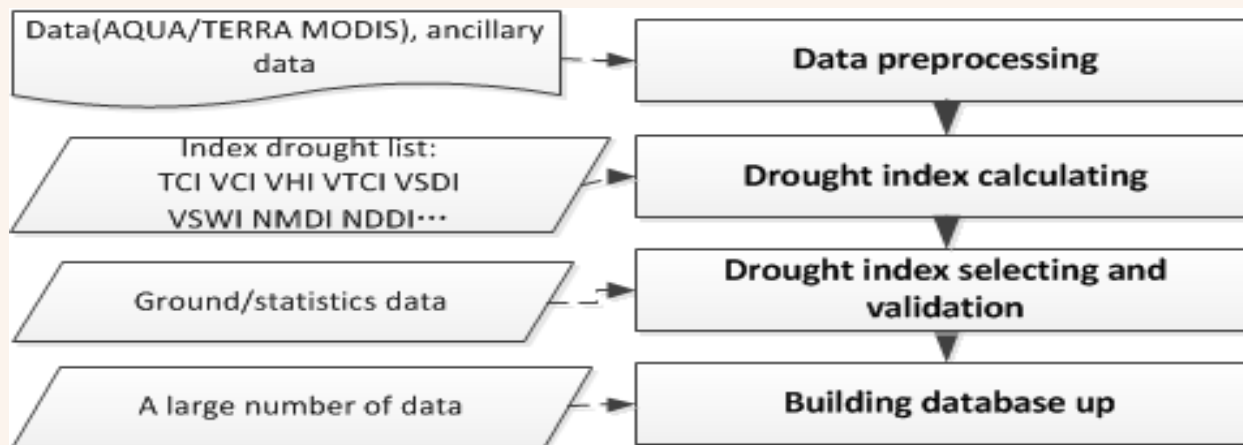 Data(AQUA/TERRA MODIS), ancillary
data
Data preprocessing
Index drought list:
TCI VCI VHI VTCI VSDI
VSWI NMDI NDDI⋯
Drought index calculating
Ground/statistics data
Drought index selecting and
validation
A large number of data
Building database up